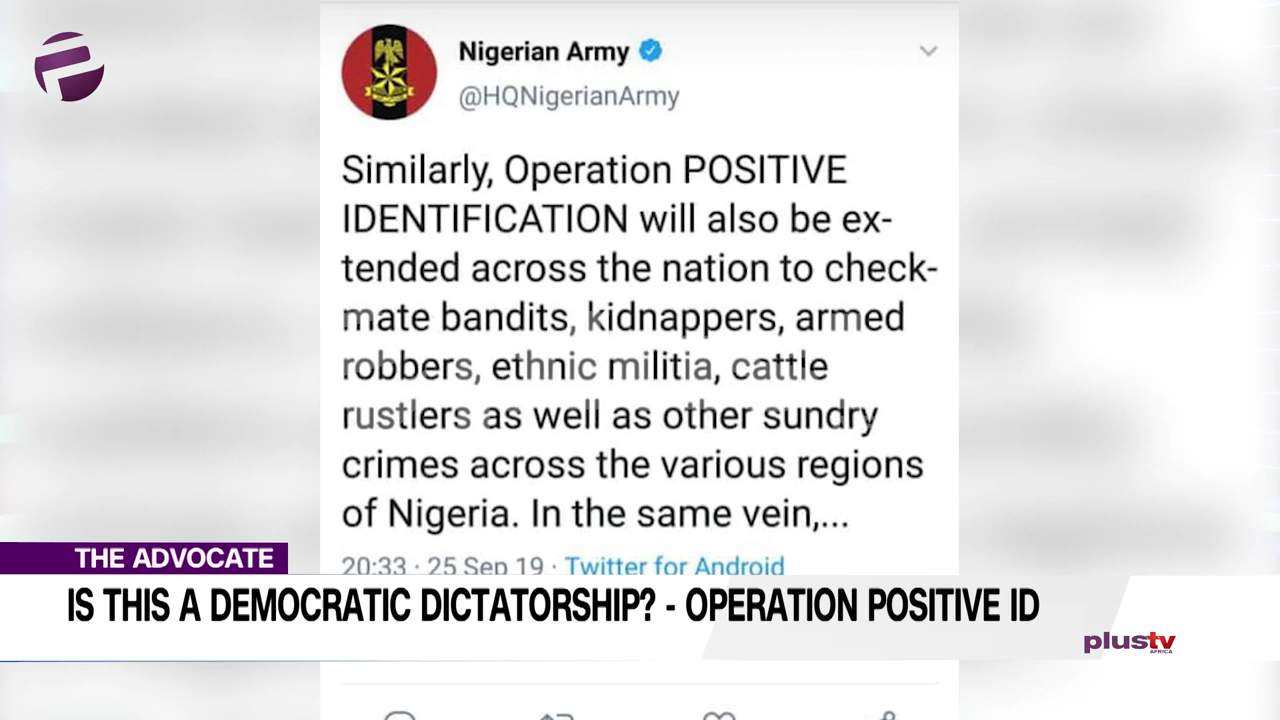 Nigerian Army
@HQNigerianArmy
Similarly, Operation POSITIVE
IDENTIFICATION will also be ex-
tended across the nation to check-
mate bandits, kidnappers, armed
robbers, ethnic militia, cattle
rustlers as well as other sundry
crimes across the various regions
of Nigeria. In the same vein,...
20:33 · 25 Sep 19 · Twitter for Android
THE ADVOCATE
IS THIS A DEMOCRATIC DICTATORSHIP? - OPERATION POSITIVE ID
plustv
AFRICA